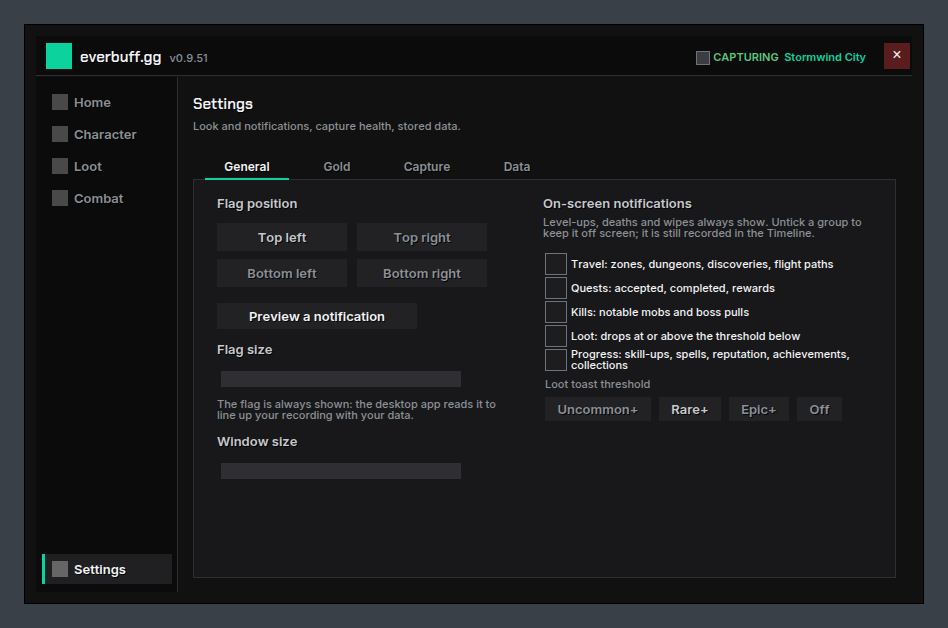 everbuff.gg v0.9.51
CAPTURING Stormwind City
×
Home
Character
Loot
Combat
Settings
Settings
Look and notifications, capture health, stored data.
General Gold Capture Data
Flag position
Top left Top right
Bottom left Bottom right
Preview a notification
Flag size
The flag is always shown: the desktop app reads it to
line up your recording with your data.
Window size
On-screen notifications
Level-ups, deaths and wipes always show. Untick a group to
keep it off screen; it is still recorded in the Timeline.
Travel: zones, dungeons, discoveries, flight paths
Quests: accepted, completed, rewards
Kills: notable mobs and boss pulls
Loot: drops at or above the threshold below
Progress: skill-ups, spells, reputation, achievements,
collections
Loot toast threshold
Uncommon+ Rare+ Epic+ Off